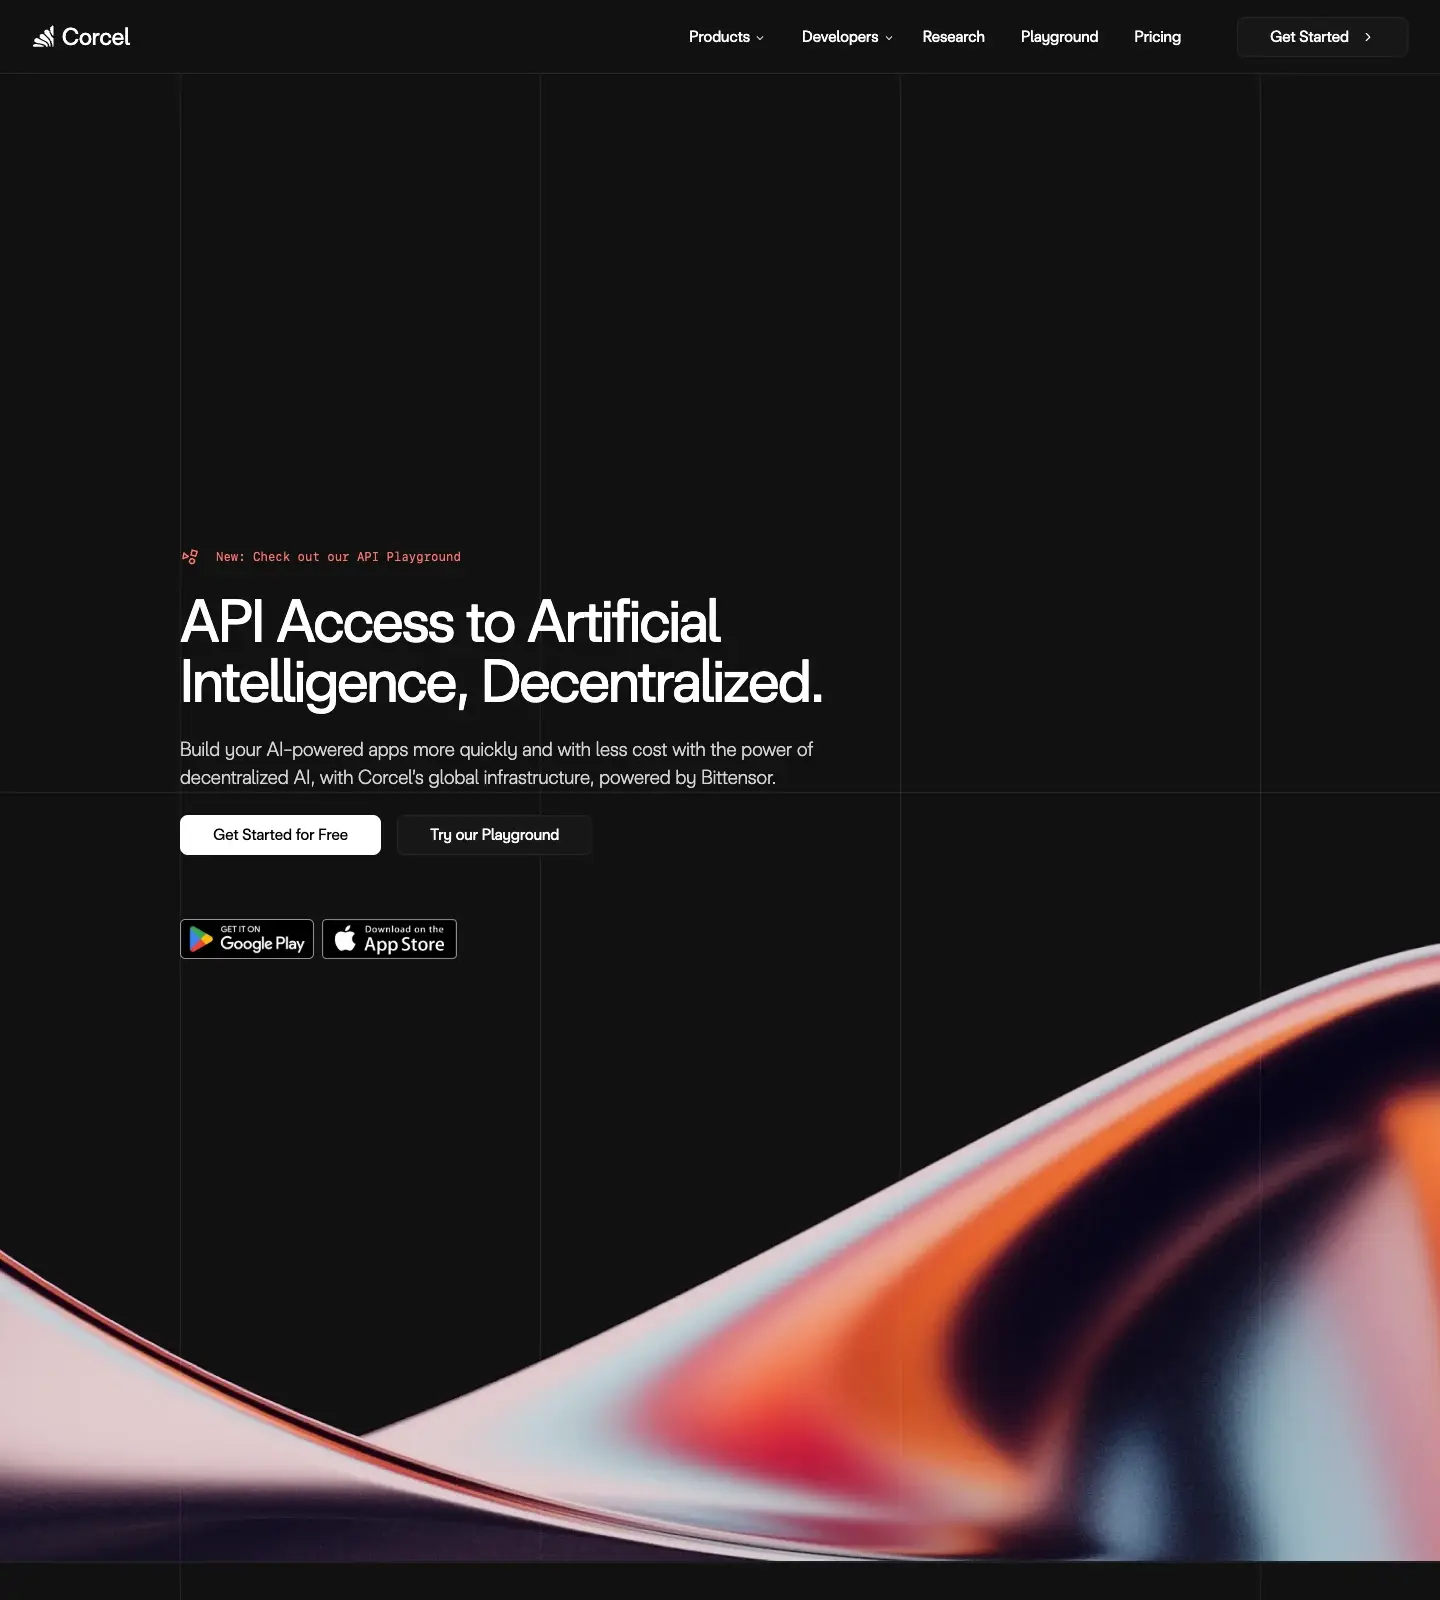 Corcel
Products
Developers
Research
Playground
Pricing
Get Started
New: Check out our API Playground
API Access to Artificial
Intelligence, Decentralized.
Build your AI-powered apps more quickly and with less cost with the power of
decentralized AI, with Corcel's global infrastructure, powered by Bittensor.
Get Started for Free
Try our Playground
GET IT ON
Google Play
Download on the
App Store